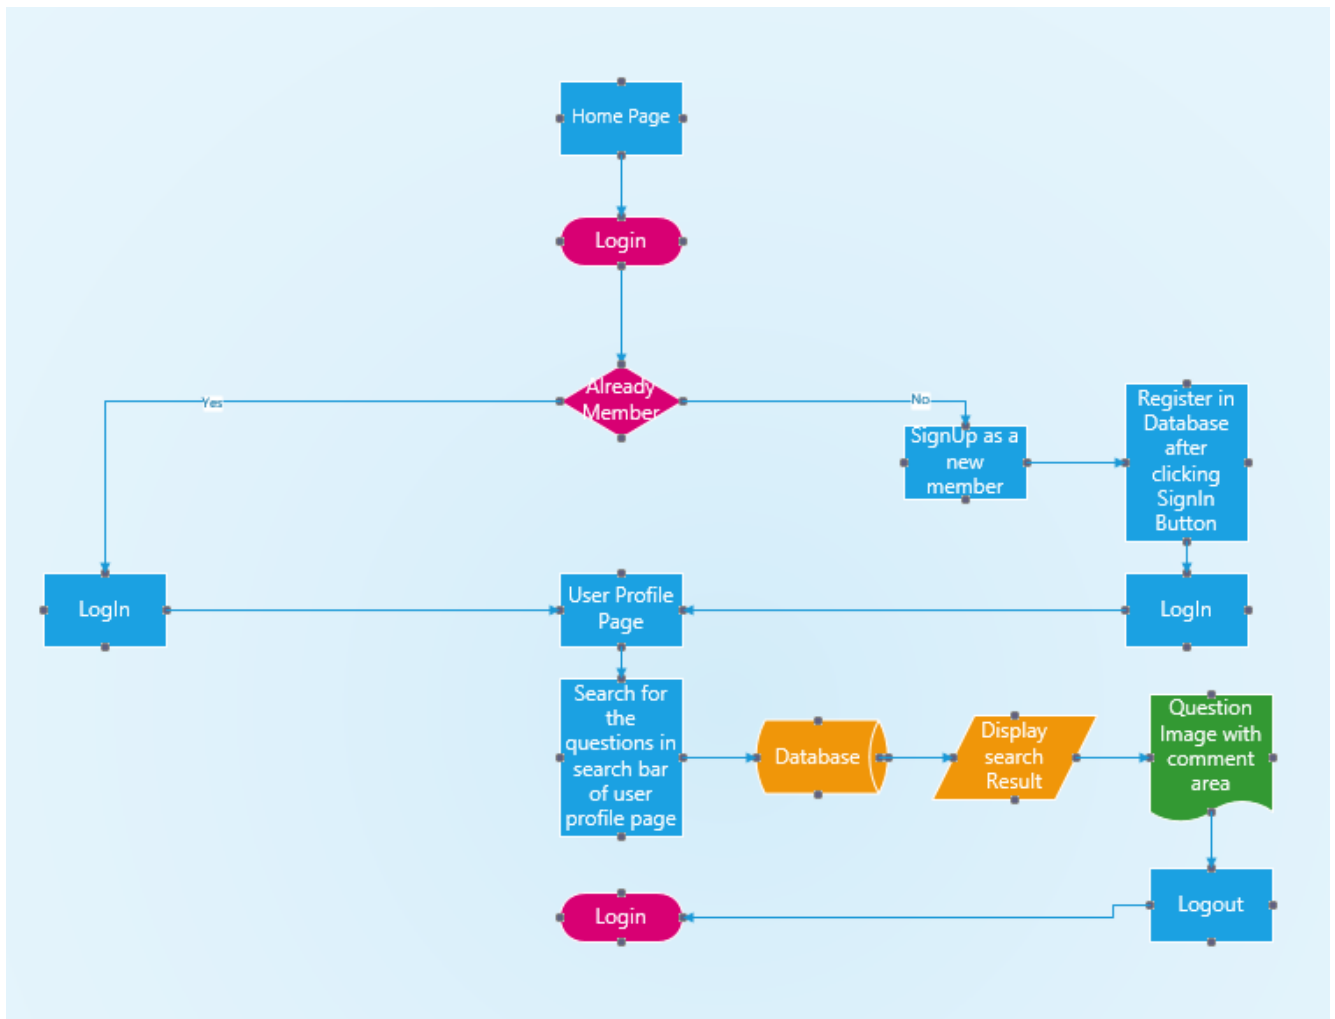 Home Page
Login
Already
Member
Yes
No
SignUp as a
new
member
Register in
Database
after
clicking
SignIn
Button
LogIn
User Profile
Page
LogIn
Search for
the
questions in
search bar
of user
profile page
Database
Display
search
Result
Question
Image with
comment
area
Login
Logout